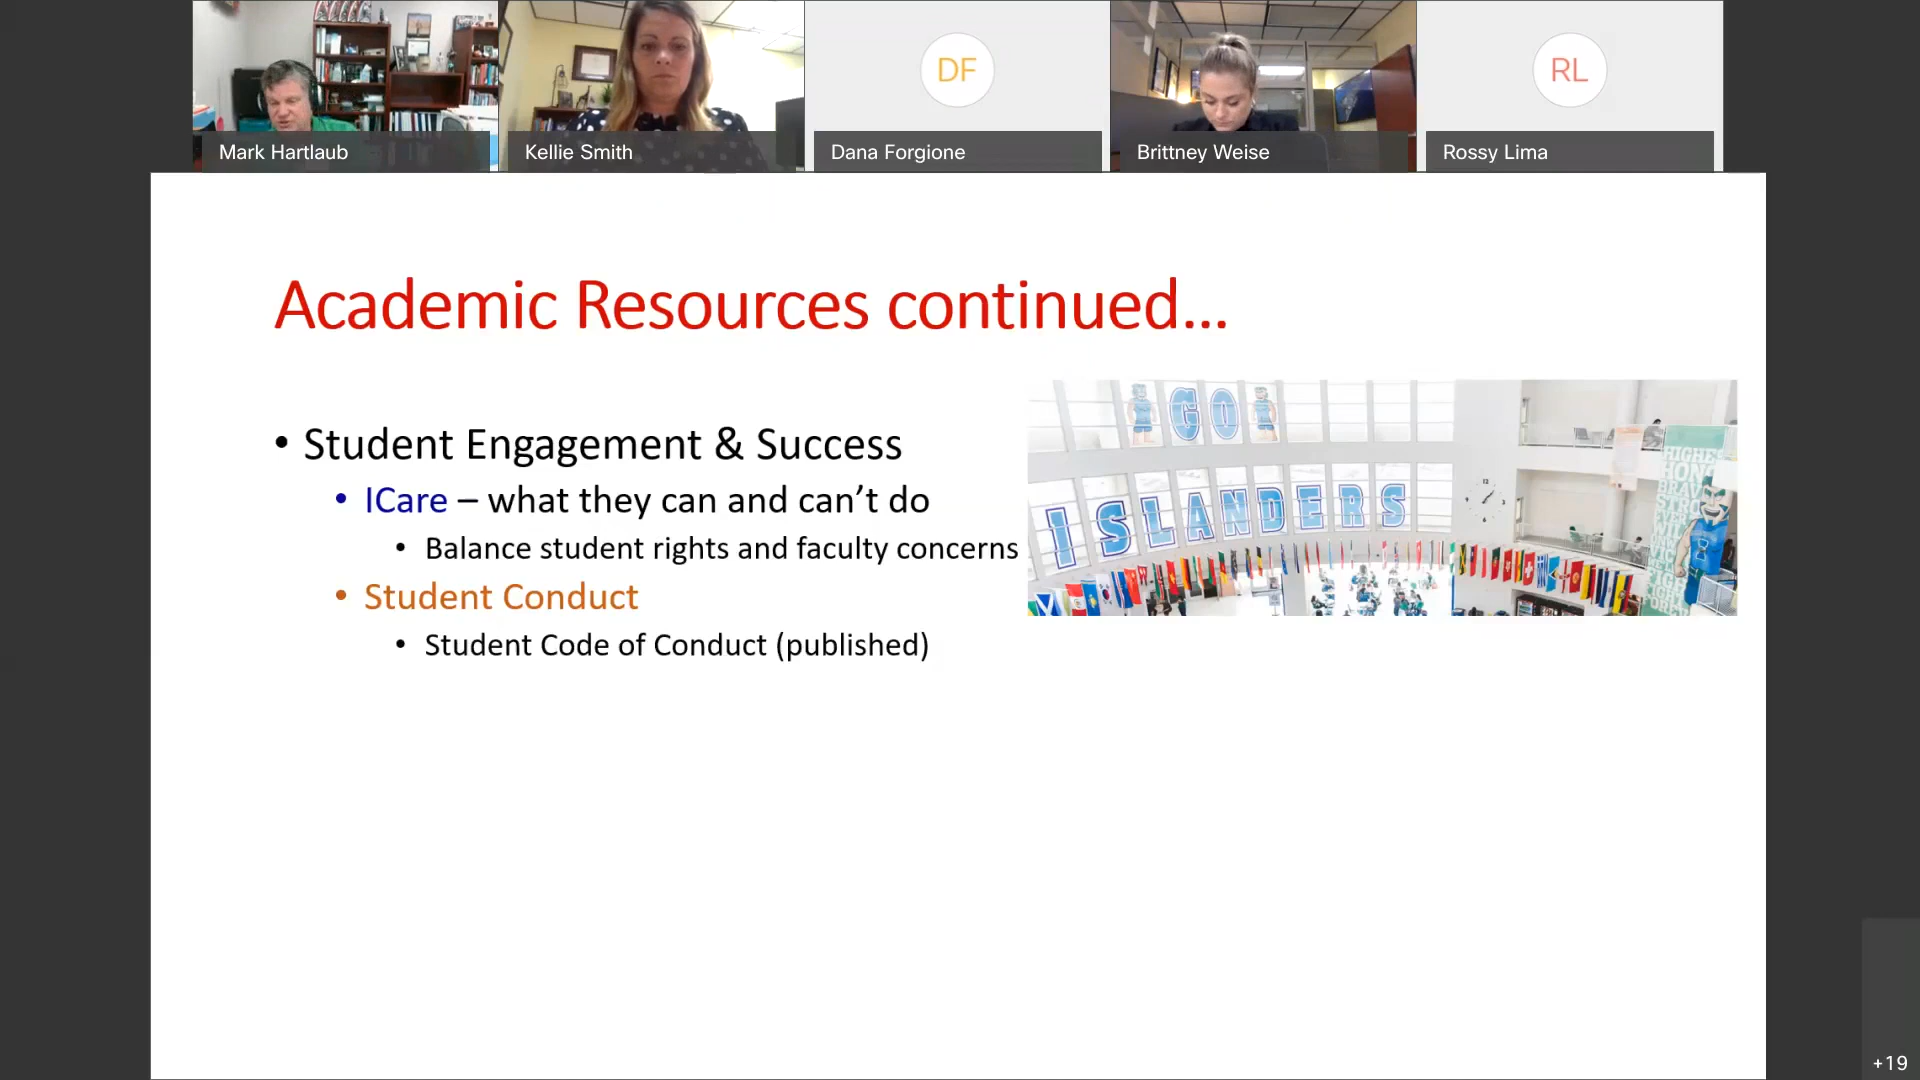 Mark Hartlaub
Kellie Smith
DF
Dana Forgione
Brittney Weise
RL
Rossy Lima
Academic Resources continued...
• Student Engagement & Success
• ICare – what they can and can’t do
• Balance student rights and faculty concerns
• Student Conduct
• Student Code of Conduct (published)
GO
ISLANDERS
+19